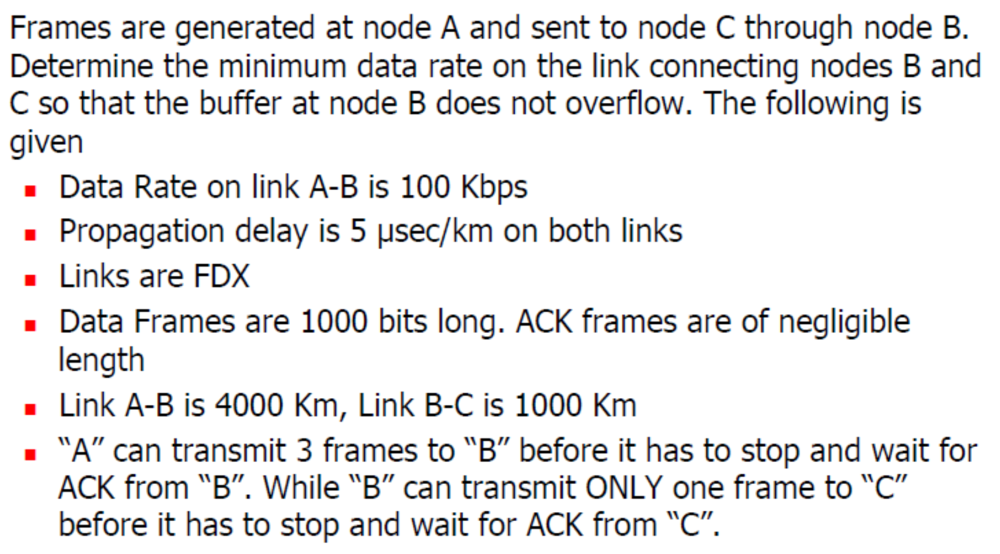 Frames are generated at node A and sent to node C through node B.
Determine the minimum data rate on the link connecting nodes B and
C so that the buffer at node B does not overflow. The following is
given
▪ Data Rate on link A-B is 100 Kbps
▪ Propagation delay is 5 μsec/km on both links
▪ Links are FDX
▪ Data Frames are 1000 bits long. ACK frames are of negligible
length
▪ Link A-B is 4000 Km, Link B-C is 1000 Km
▪ “A” can transmit 3 frames to “B” before it has to stop and wait for
ACK from “B”. While “B” can transmit ONLY one frame to “C”
before it has to stop and wait for ACK from “C”.